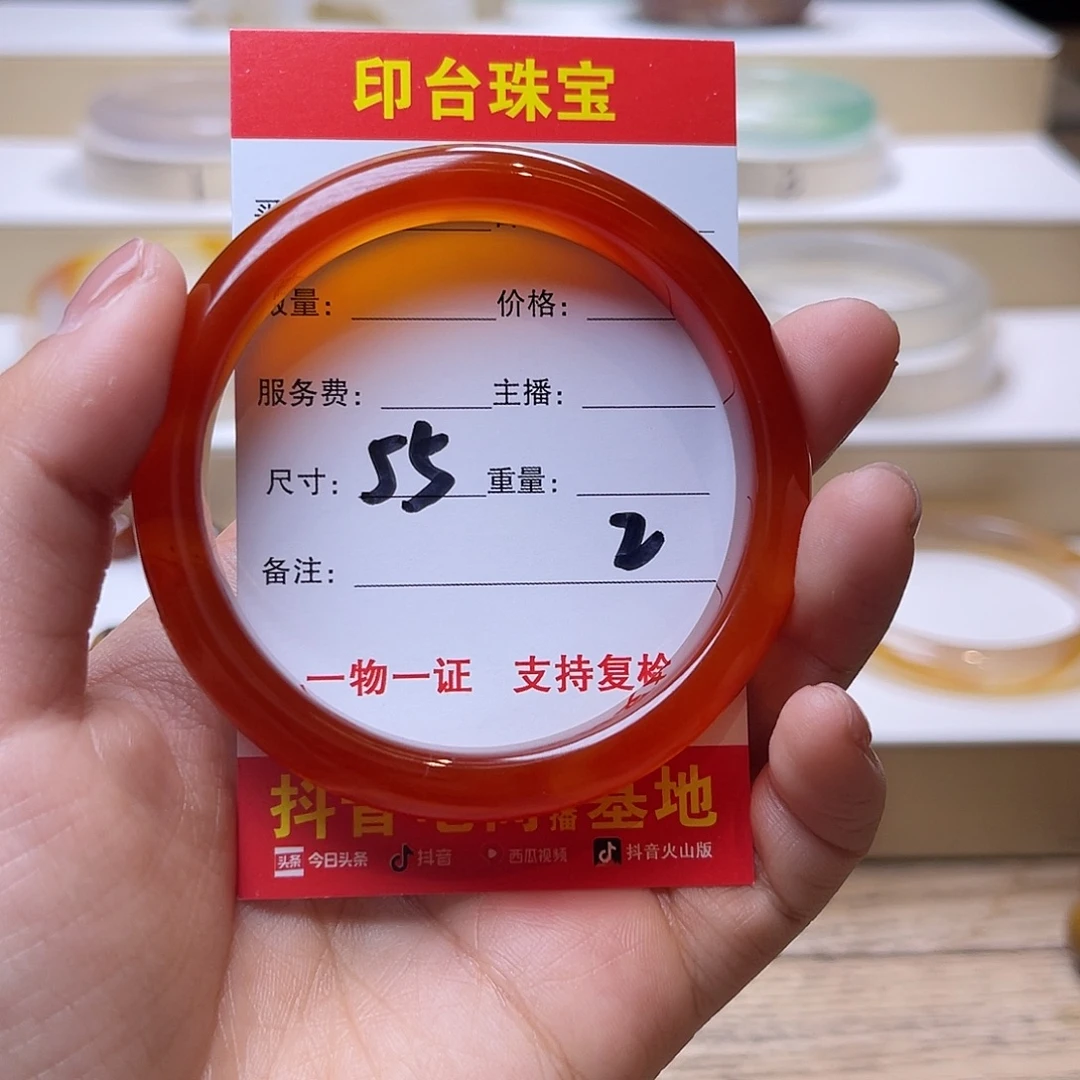 印台珠宝
量： 价格：
服务费： 主播：
尺寸：55 重量：
2
备注：
一物一证 支持复检
抖音 播基地
头条 今日头条 抖音 西瓜视频 抖音火山版